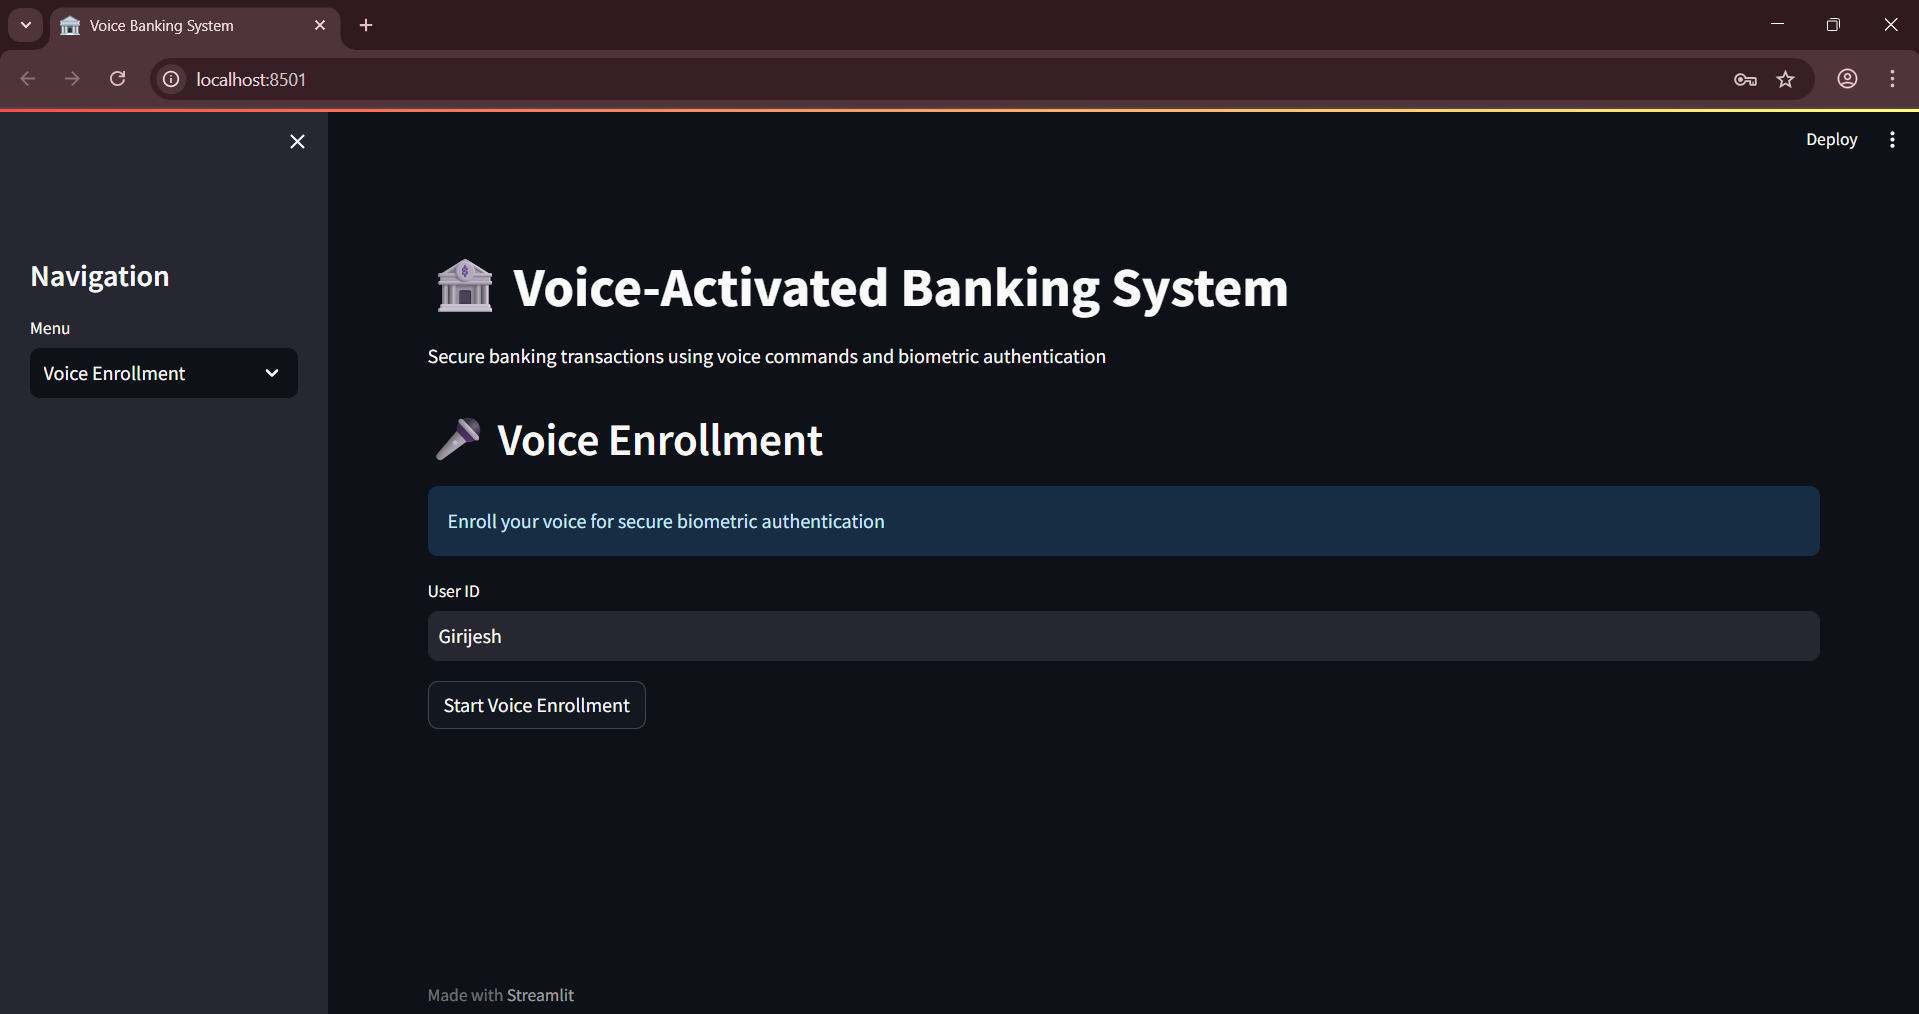 Voice Banking System
localhost:8501
Deploy
Navigation
Menu
Voice Enrollment
Voice-Activated Banking System
Secure banking transactions using voice commands and biometric authentication
Voice Enrollment
Enroll your voice for secure biometric authentication
User ID
Girijesh
Start Voice Enrollment
Made with Streamlit